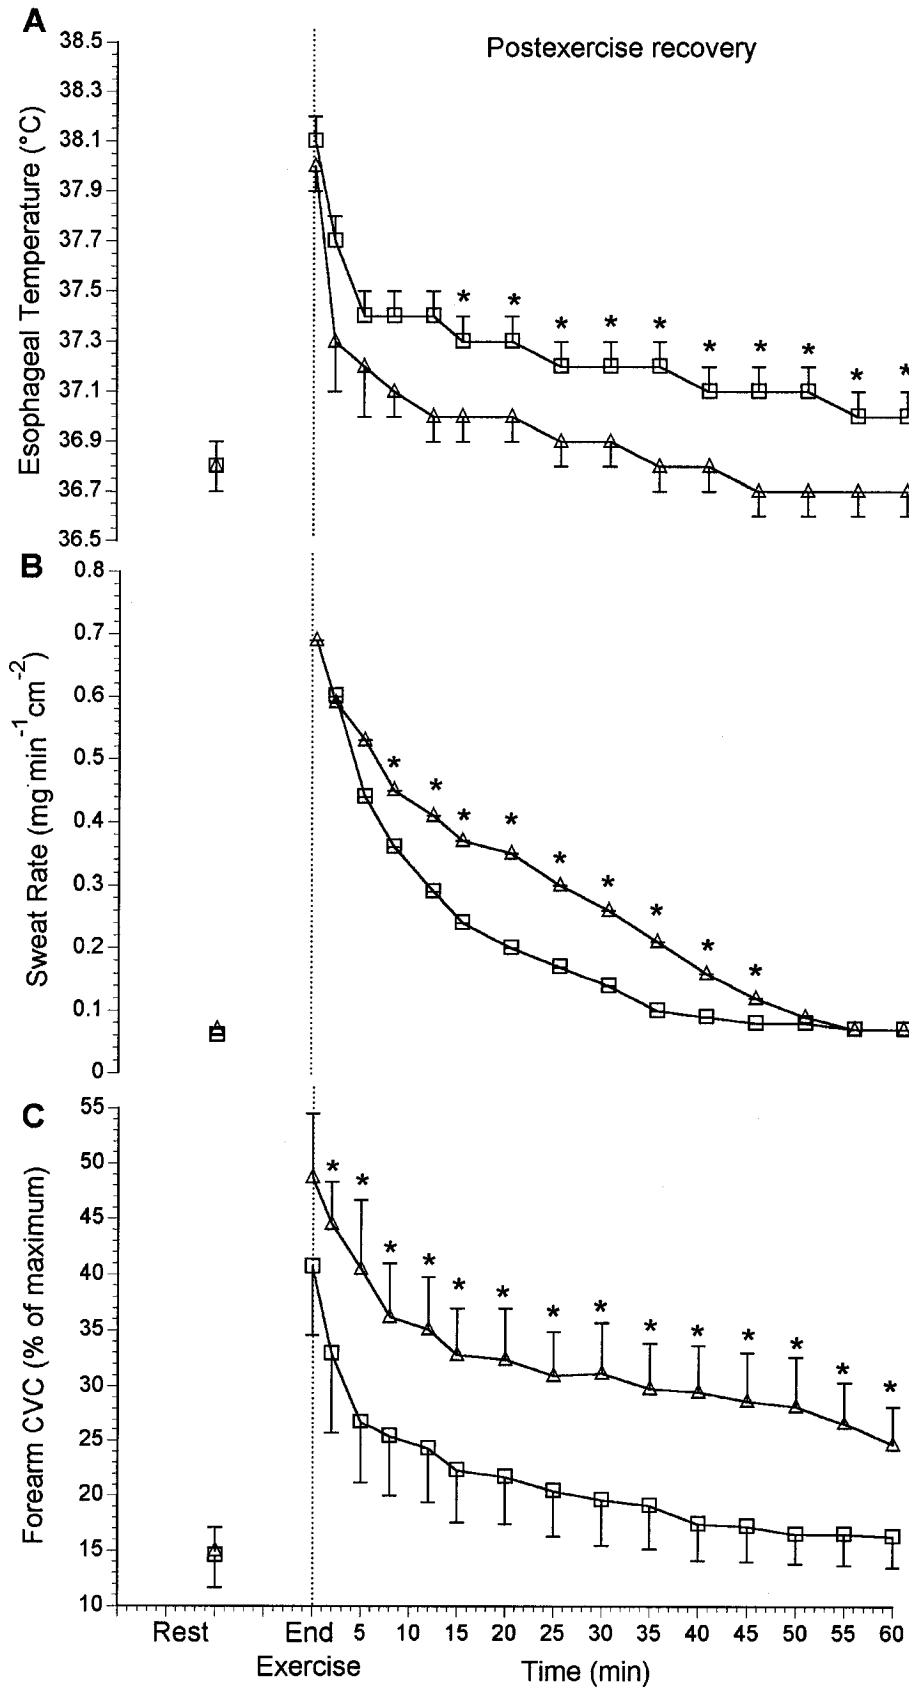 A
Postexercise recovery
Esophageal Temperature (°C)
38.5
38.3
38.1
37.9
37.7
37.5
37.3
37.1
36.9
36.7
36.5
* * * * * * * * * *
B
Sweat Rate (mg·min⁻¹cm⁻²)
0.8
0.7
0.6
0.5
0.4
0.3
0.2
0.1
0
* * * * * * * * *
C
Forearm CVC (% of maximum)
55
50
45
40
35
30
25
20
15
10
* * * * * * * * * * * * * *
Rest End 5 10 15 20 25 30 35 40 45 50 55 60
Exercise Time (min)